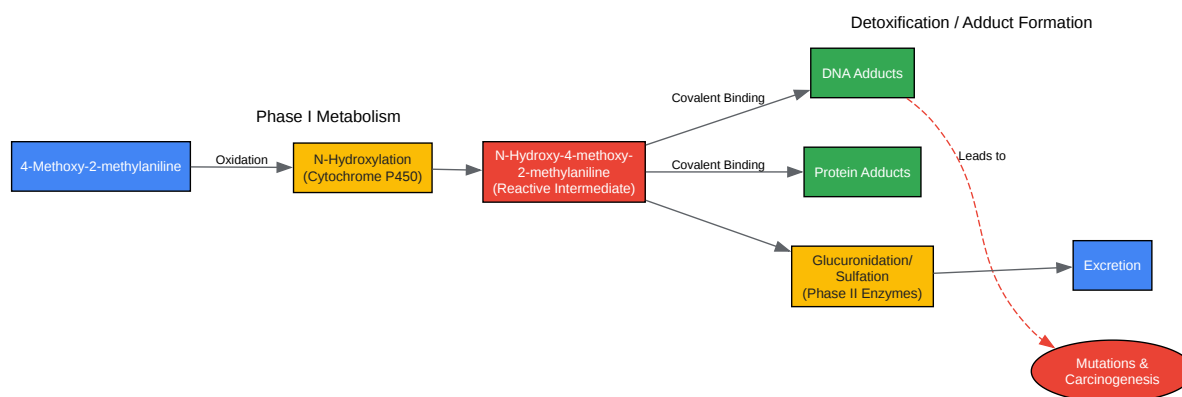 Detoxification / Adduct Formation
DNA Adducts
Covalent Binding
Phase I Metabolism
4-Methoxy-2-methylaniline
Oxidation
N-Hydroxylation
(Cytochrome P450)
N-Hydroxy-4-methoxy-
2-methylaniline
(Reactive Intermediate)
Covalent Binding
Protein Adducts
Leads to
Glucuronidation/
Sulfation
(Phase II Enzymes)
Excretion
Mutations &
Carcinogenesis